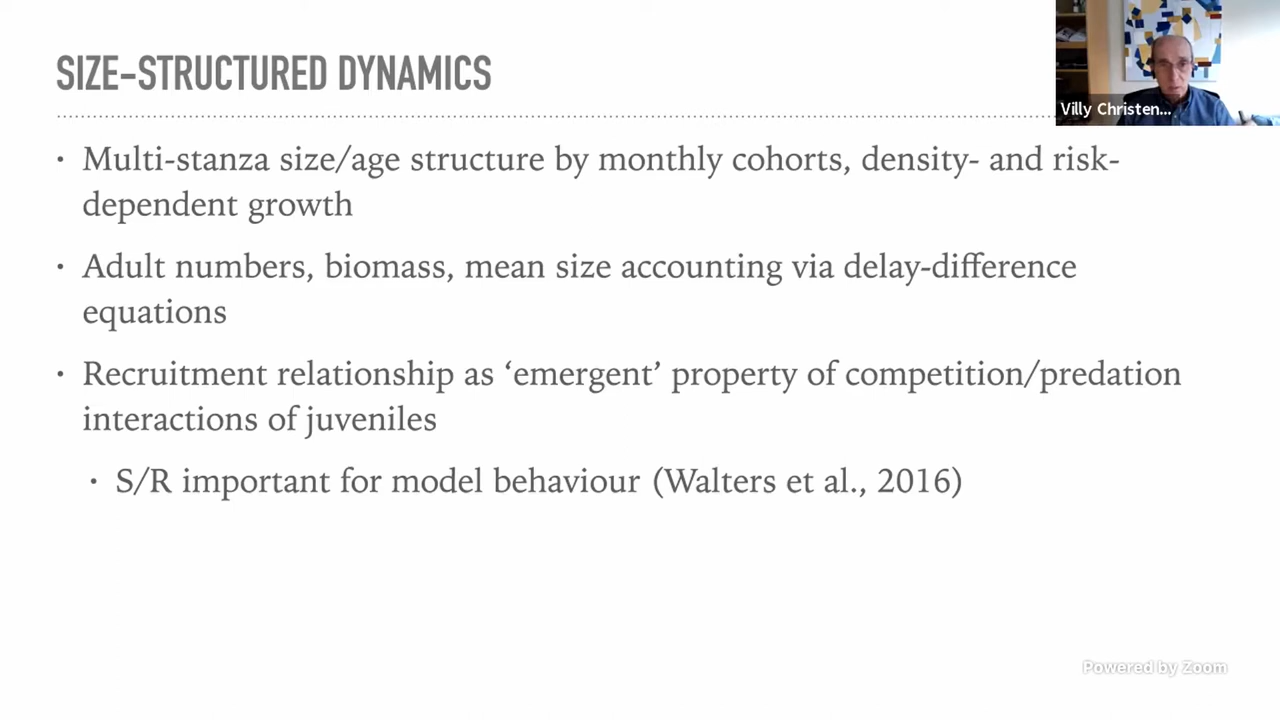 SIZE-STRUCTURED DYNAMICS
Villy Christen...
• Multi-stanza size/age structure by monthly cohorts, density- and risk-
dependent growth
• Adult numbers, biomass, mean size accounting via delay-difference
equations
• Recruitment relationship as ‘emergent’ property of competition/predation
interactions of juveniles
• S/R important for model behaviour (Walters et al., 2016)
Powered by Zoom